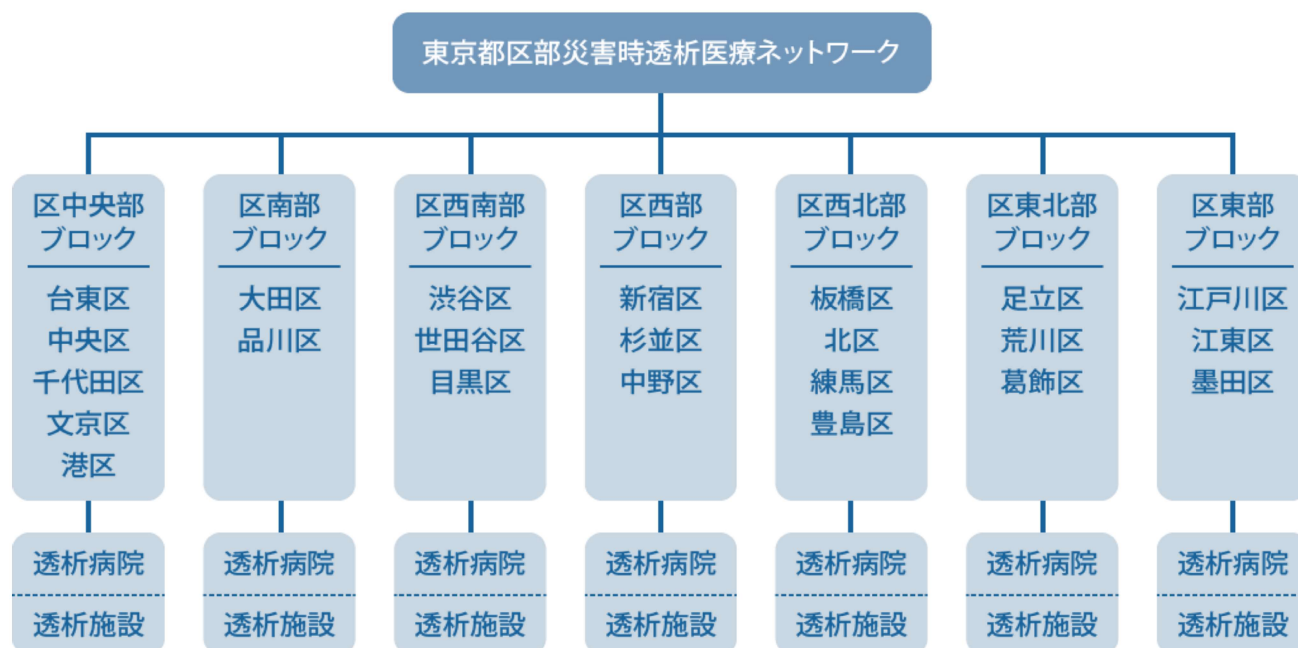 東京都区部災害時透析医療ネットワーク
区中央部
ブロック
台東区
中央区
千代田区
文京区
港区
透析病院
透析施設
区南部
ブロック
大田区
品川区
透析病院
透析施設
区西南部
ブロック
渋谷区
世田谷区
目黒区
透析病院
透析施設
区西部
ブロック
新宿区
杉並区
中野区
透析病院
透析施設
区西北部
ブロック
板橋区
北区
練馬区
豊島区
透析病院
透析施設
区東北部
ブロック
足立区
荒川区
葛飾区
透析病院
透析施設
区東部
ブロック
江戸川区
江東区
墨田区
透析病院
透析施設